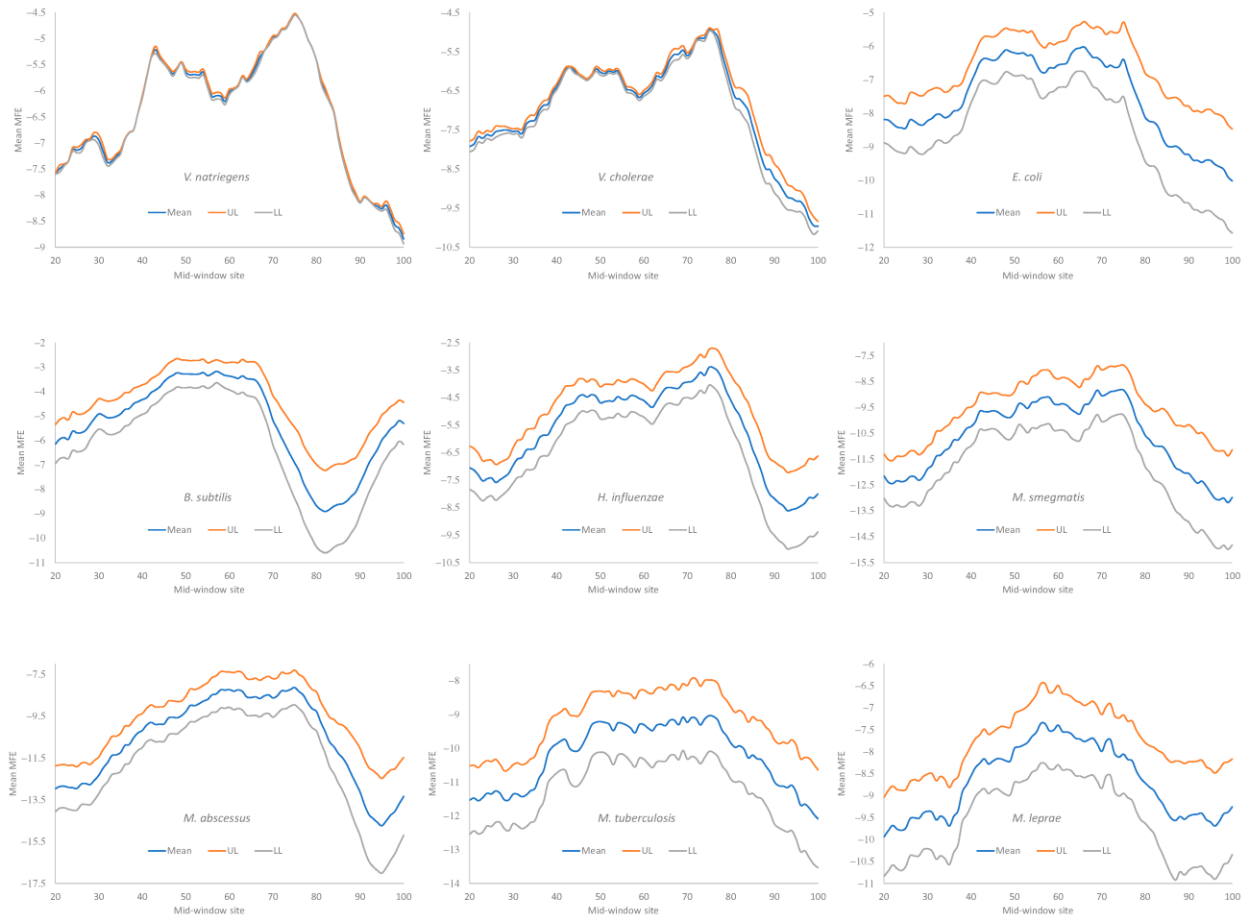 −4.5
−5
−5.5
−6
−6.5
−7
−7.5
−8
−8.5
−9
Mean MFE
V. natriegens
Mean UL LL
20 30 40 50 60 70 80 90 100
Mid-window site
−4.5
−5.5
−6.5
−7.5
−8.5
−9.5
−10.5
Mean MFE
V. cholerae
Mean UL LL
20 30 40 50 60 70 80 90 100
Mid-window site
−5
−6
−7
−8
−9
−10
−11
−12
Mean MFE
E. coli
Mean UL LL
20 30 40 50 60 70 80 90 100
Mid-window site
−2
−3
−4
−5
−6
−7
−8
−9
−10
−11
Mean MFE
B. subtilis
Mean UL LL
20 30 40 50 60 70 80 90 100
Mid-window site
−2.5
−3.5
−4.5
−5.5
−6.5
−7.5
−8.5
−9.5
−10.5
Mean MFE
H. influenzae
Mean UL LL
20 30 40 50 60 70 80 90 100
Mid-window site
−7.5
−8.5
−9.5
−10.5
−11.5
−12.5
−13.5
−14.5
−15.5
Mean MFE
M. smegmatis
Mean UL LL
20 30 40 50 60 70 80 90 100
Mid-window site
−7.5
−9.5
−11.5
−13.5
−15.5
−17.5
Mean MFE
M. abscessus
Mean UL LL
20 30 40 50 60 70 80 90 100
Mid-window site
−8
−9
−10
−11
−12
−13
−14
Mean MFE
M. tuberculosis
Mean UL LL
20 30 40 50 60 70 80 90 100
Mid-window site
−6
−6.5
−7
−7.5
−8
−8.5
−9
−9.5
−10
−10.5
−11
Mean MFE
M. leprae
Mean UL LL
20 30 40 50 60 70 80 90 100
Mid-window site